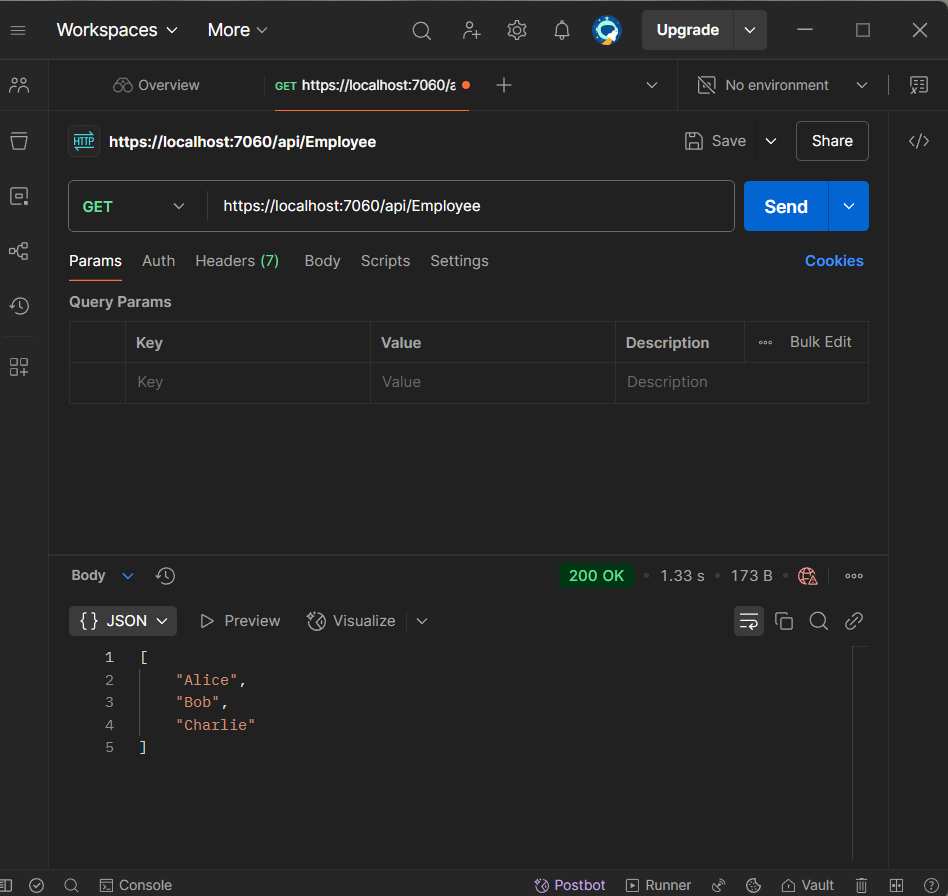 Workspaces More Upgrade
Overview GET https://localhost:7060/a No environment
HTTP https://localhost:7060/api/Employee Save Share
GET https://localhost:7060/api/Employee Send
Params Auth Headers (7) Body Scripts Settings Cookies
Query Params
Key Value Description Bulk Edit
Key Value Description
Body 200 OK 1.33 s 173 B
{} JSON Preview Visualize
1 [
2 "Alice",
3 "Bob",
4 "Charlie"
5 ]
Console Postbot Runner Vault